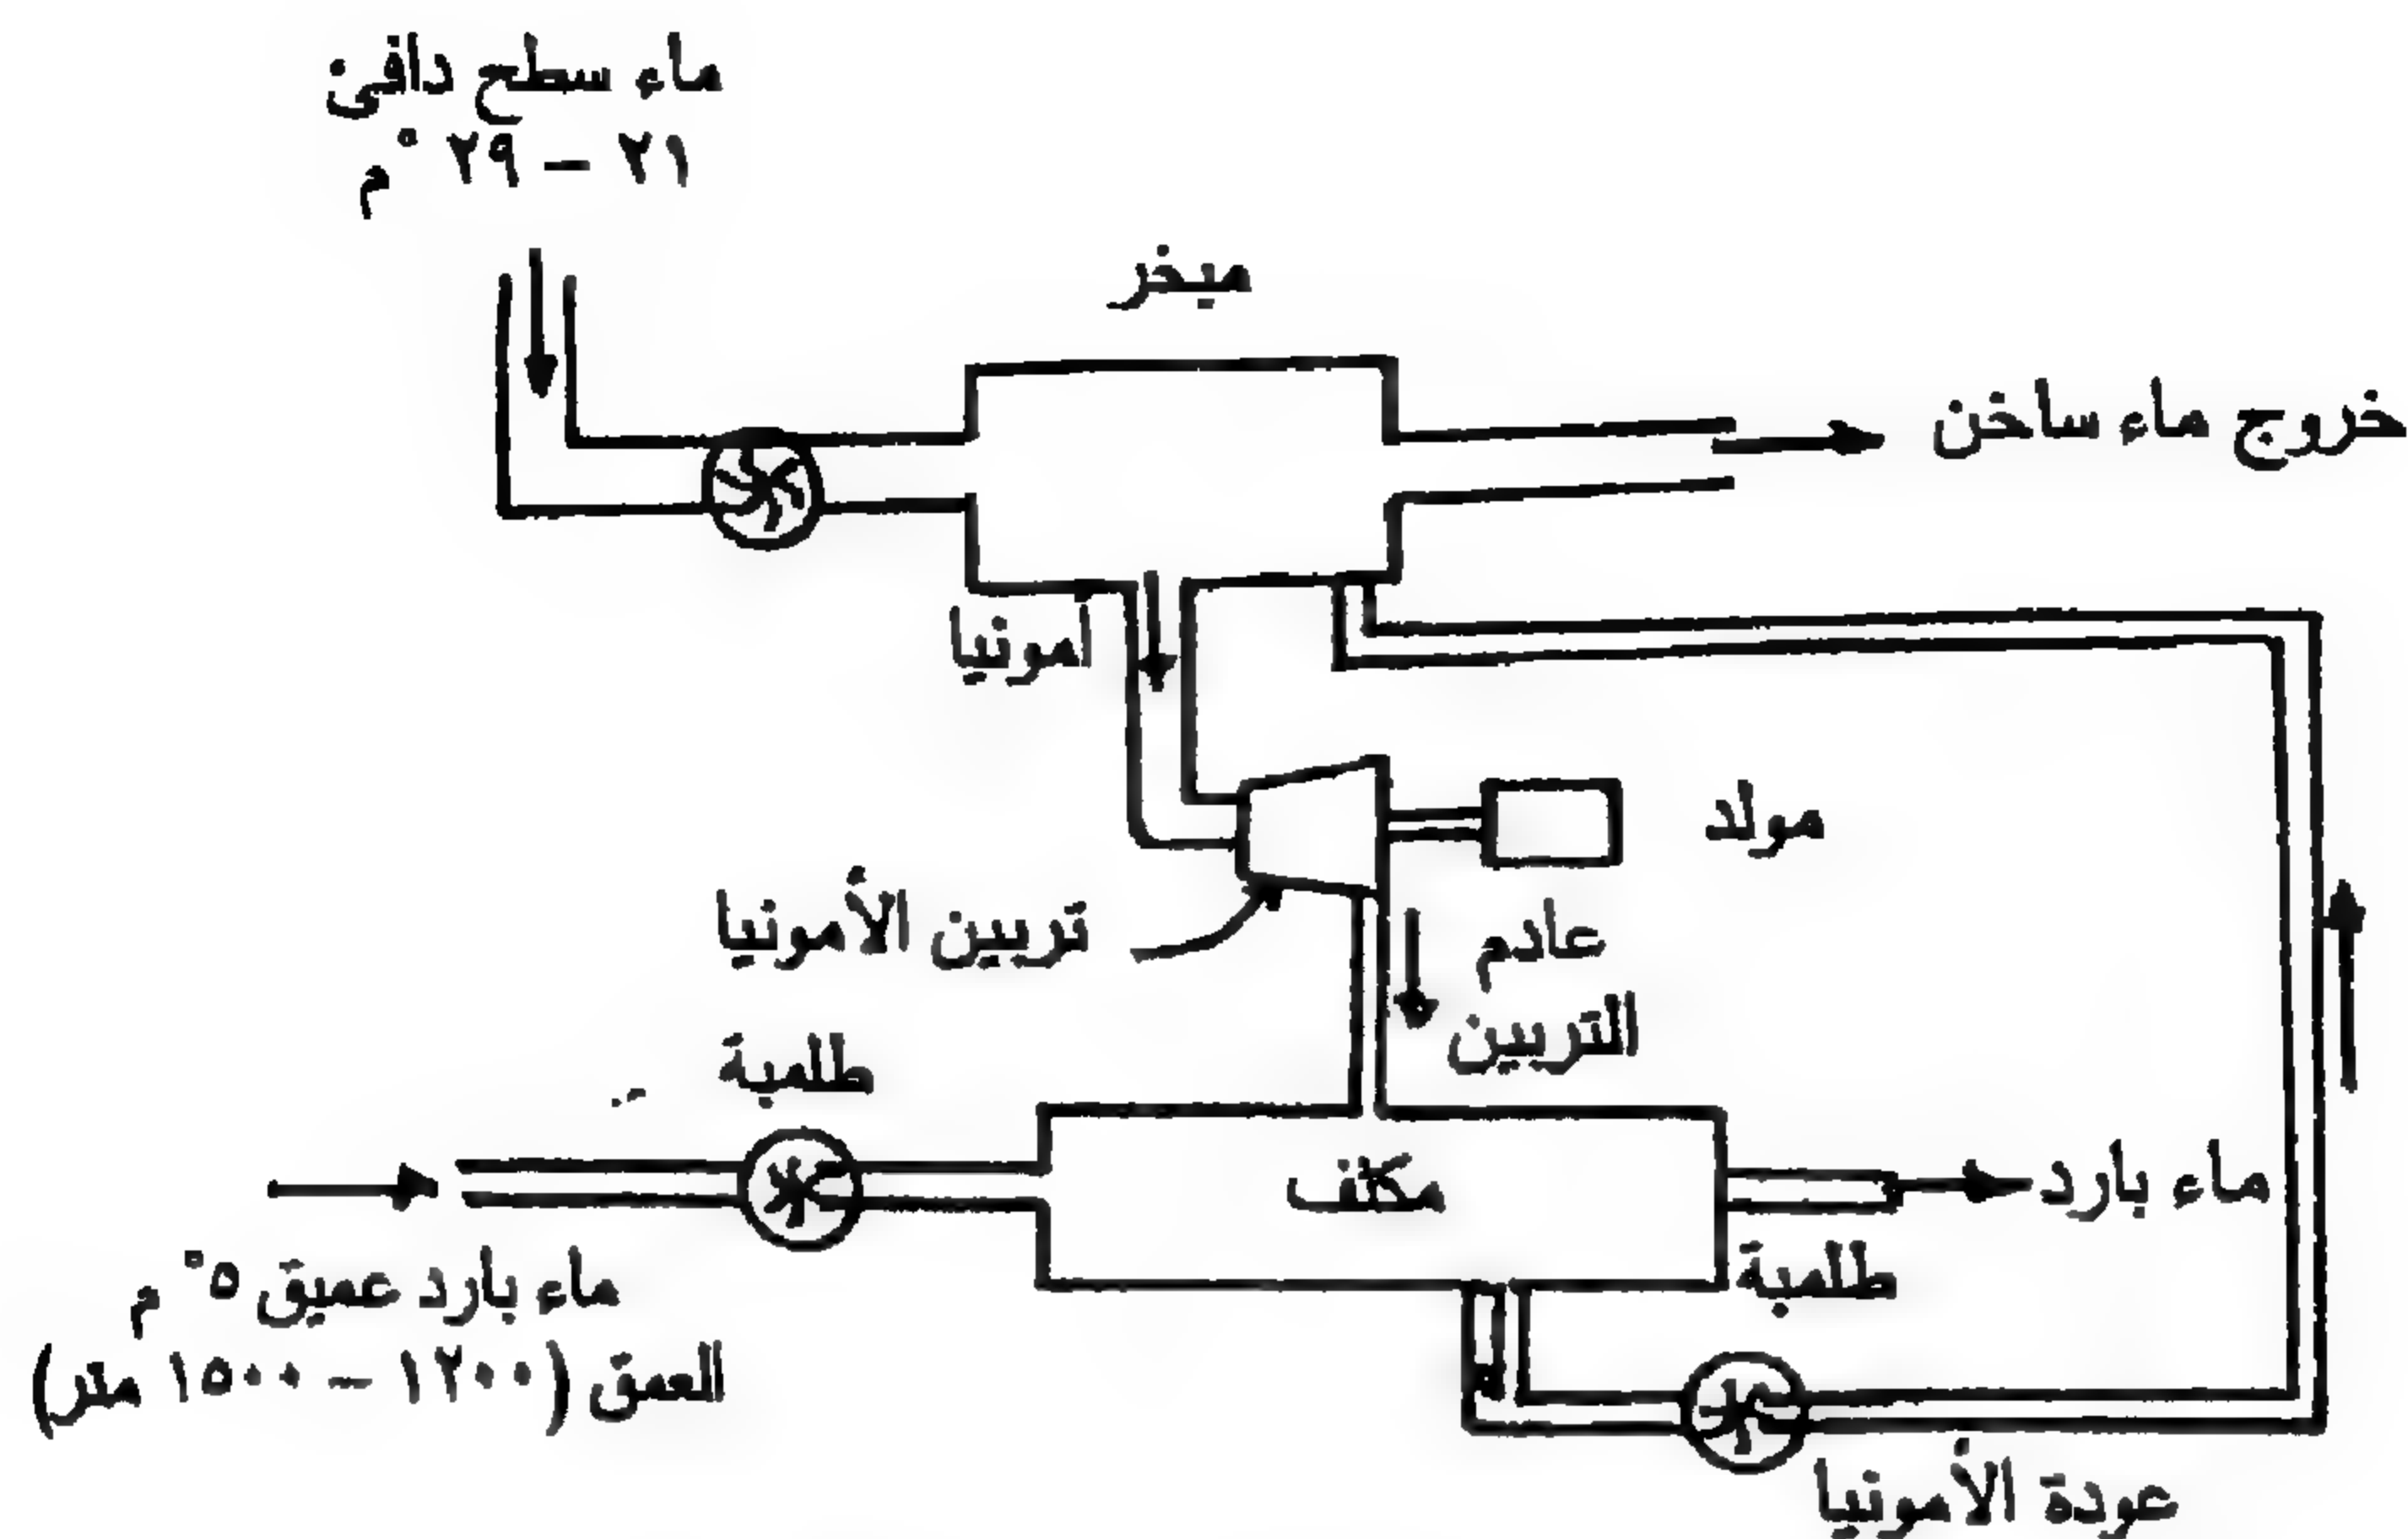 ماء سطح دافئ
٢١ – ٢٩ °م
مبخر
خروج ماء ساخن
أمونيا
مولد
تربين الأمونيا
عادم
التربين
طلمبة
مكثف
ماء بارد
ماء بارد عميق ٥° م
العمق (١٢٠٠ – ١٥٠٠ متر)
طلمبة
عودة الأمونيا